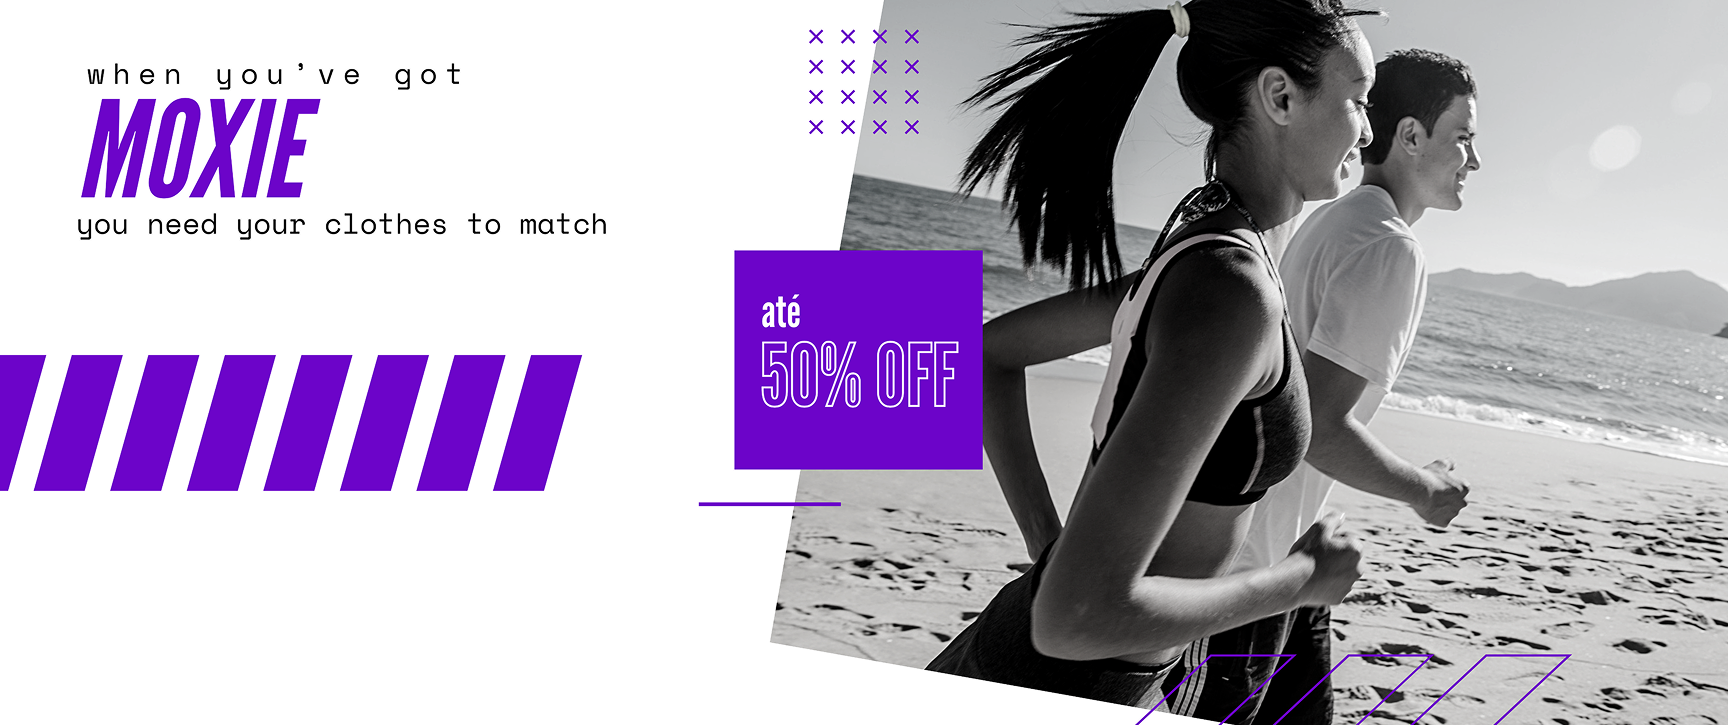 when you’ve got
MOXIE
you need your clothes to match
até
50% OFF